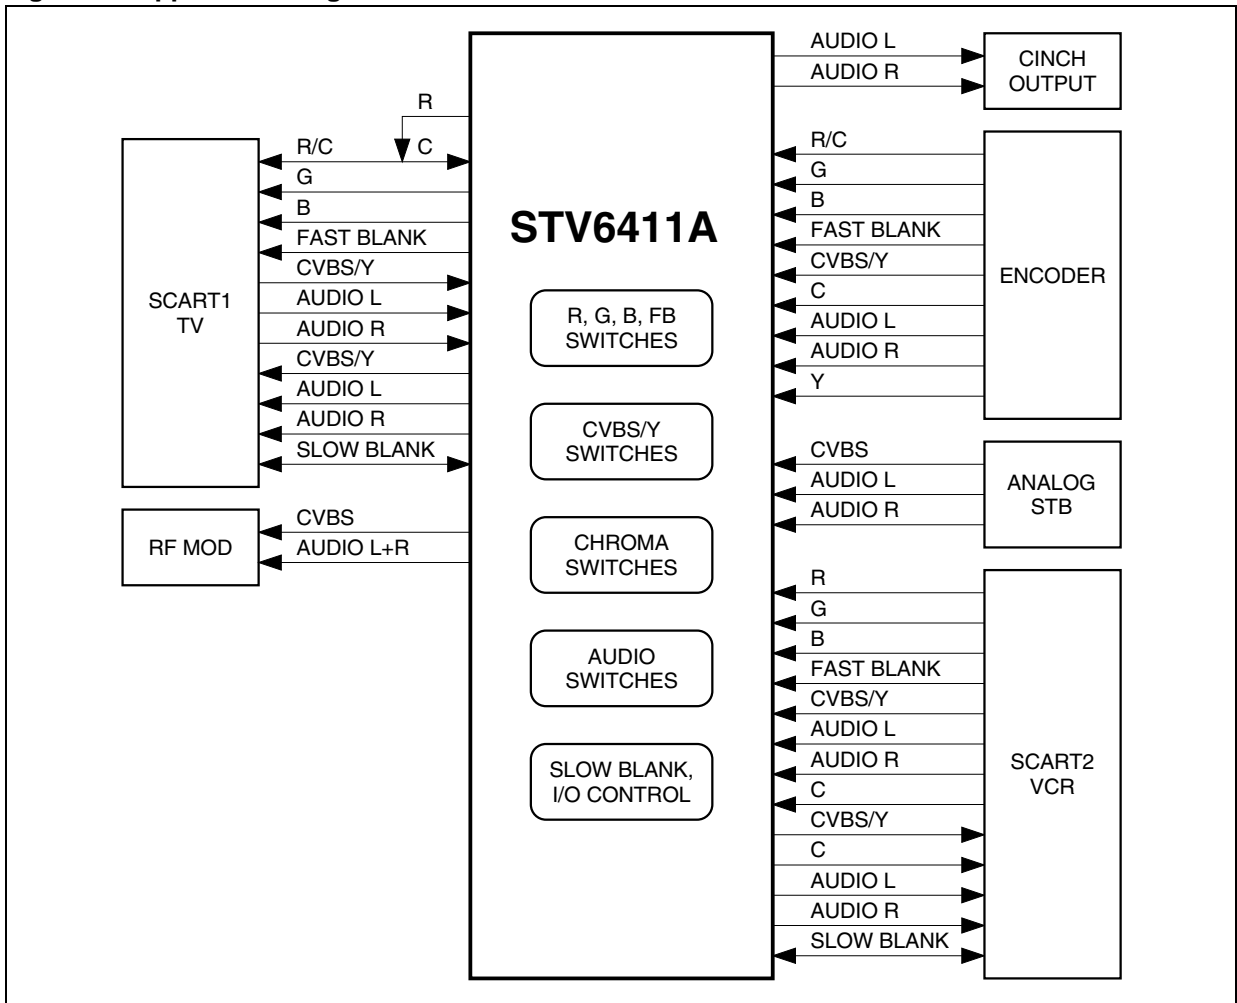 AUDIO L
AUDIO R
CINCH
OUTPUT
R
R/C
C
G
B
FAST BLANK
CVBS/Y
AUDIO L
AUDIO R
CVBS/Y
AUDIO L
AUDIO R
SLOW BLANK
SCART1
TV
CVBS
AUDIO L+R
RF MOD
STV6411A
R, G, B, FB
SWITCHES
CVBS/Y
SWITCHES
CHROMA
SWITCHES
AUDIO
SWITCHES
SLOW BLANK,
I/O CONTROL
R/C
G
B
FAST BLANK
CVBS/Y
C
AUDIO L
AUDIO R
Y
ENCODER
CVBS
AUDIO L
AUDIO R
ANALOG
STB
R
G
B
FAST BLANK
CVBS/Y
AUDIO L
AUDIO R
C
CVBS/Y
C
AUDIO L
AUDIO R
SLOW BLANK
SCART2
VCR